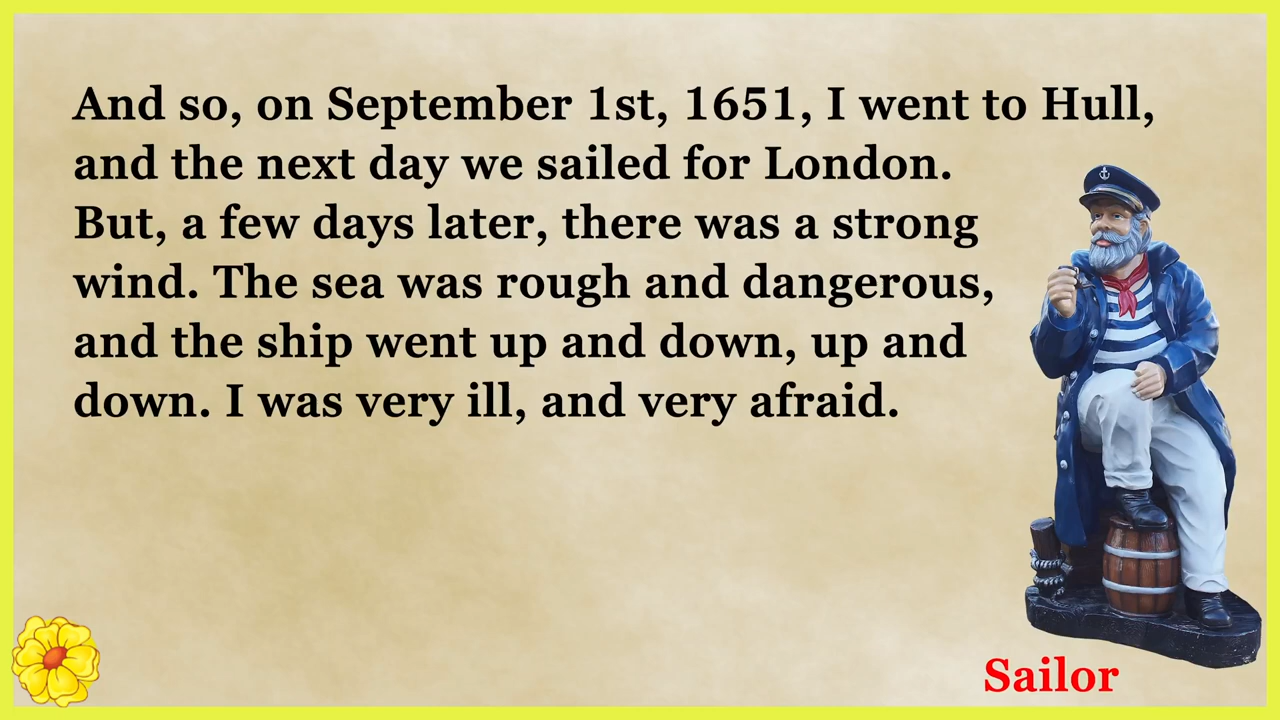 And so, on September 1st, 1651, I went to Hull,
and the next day we sailed for London.
But, a few days later, there was a strong
wind. The sea was rough and dangerous,
and the ship went up and down, up and
down. I was very ill, and very afraid.
Sailor